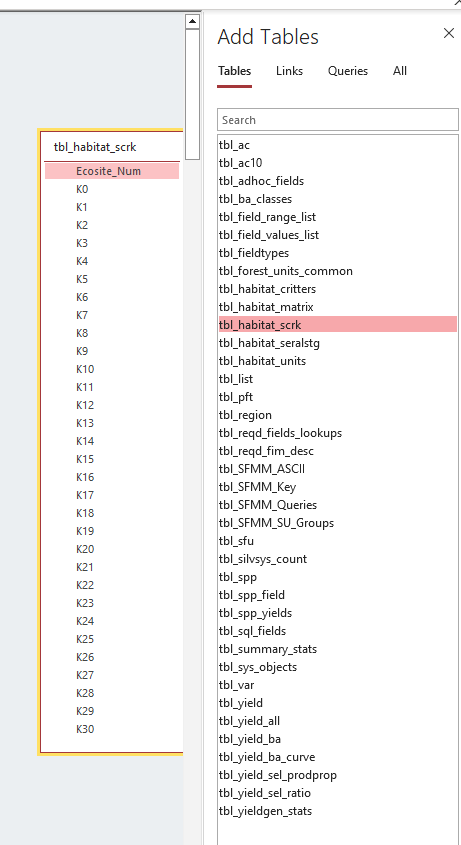 tbl_habitat_scrk
Ecosite_Num
K0
K1
K2
K3
K4
K5
K6
K7
K8
K9
K10
K11
K12
K13
K14
K15
K16
K17
K18
K19
K20
K21
K22
K23
K24
K25
K26
K27
K28
K29
K30
Add Tables
Tables Links Queries All
Search
tbl_ac
tbl_ac10
tbl_adhoc_fields
tbl_ba_classes
tbl_field_range_list
tbl_field_values_list
tbl_fieldtypes
tbl_forest_units_common
tbl_habitat_critters
tbl_habitat_matrix
tbl_habitat_scrk
tbl_habitat_seralstg
tbl_habitat_units
tbl_list
tbl_pft
tbl_region
tbl_reqd_fields_lookups
tbl_reqd_fim_desc
tbl_SFMM_ASCII
tbl_SFMM_Key
tbl_SFMM_Queries
tbl_SFMM_SU_Groups
tbl_sfu
tbl_silvsys_count
tbl_spp
tbl_spp_field
tbl_spp_yields
tbl_sql_fields
tbl_summary_stats
tbl_sys_objects
tbl_var
tbl_yield
tbl_yield_all
tbl_yield_ba
tbl_yield_ba_curve
tbl_yield_sel_prodprop
tbl_yield_sel_ratio
tbl_yieldgen_stats